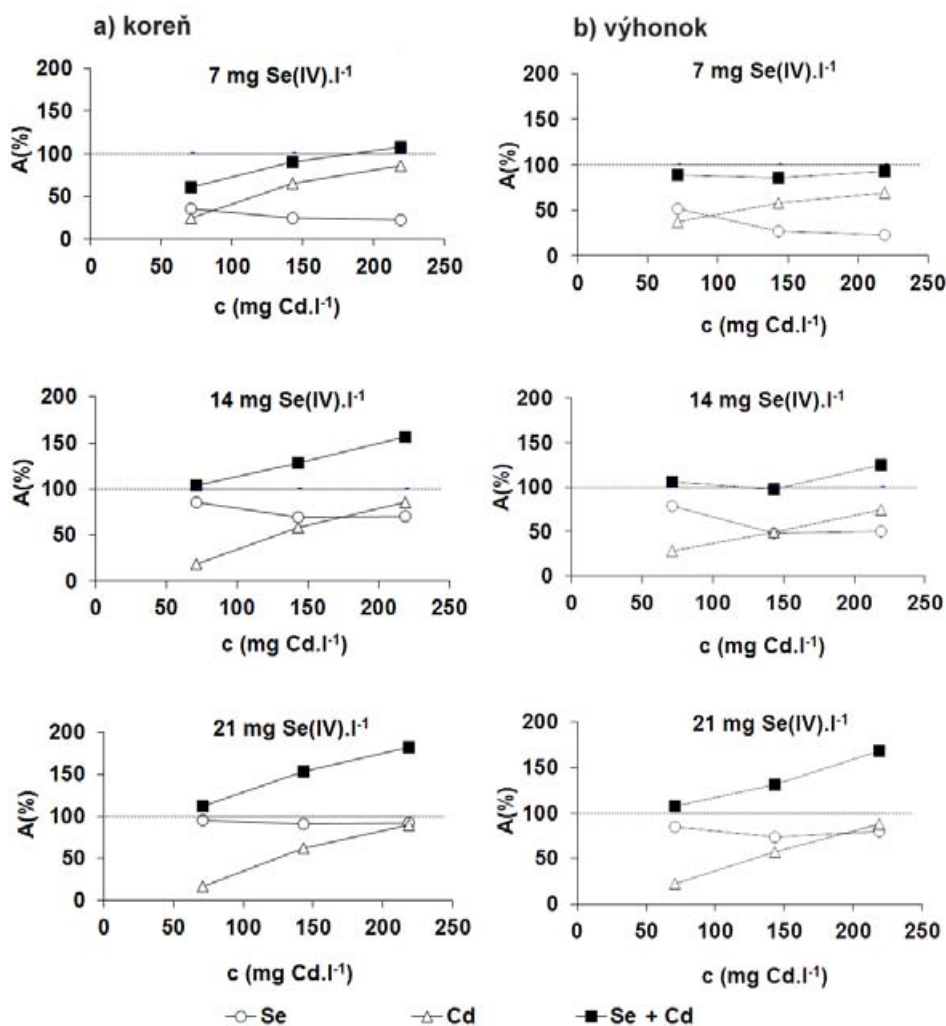 a) koreň
b) výhonok
7 mg Se(IV).l-1
A(%)
200
150
100
50
0
0 50 100 150 200 250
c (mg Cd.l-1)
7 mg Se(IV).l-1
A(%)
200
150
100
50
0
0 50 100 150 200 250
c (mg Cd.l-1)
14 mg Se(IV).l-1
A(%)
200
150
100
50
0
0 50 100 150 200 250
c (mg Cd.l-1)
14 mg Se(IV).l-1
A(%)
200
150
100
50
0
0 50 100 150 200 250
c (mg Cd.l-1)
21 mg Se(IV).l-1
A(%)
200
150
100
50
0
0 50 100 150 200 250
c (mg Cd.l-1)
21 mg Se(IV).l-1
A(%)
200
150
100
50
0
0 50 100 150 200 250
c (mg Cd.l-1)
Se Cd Se + Cd